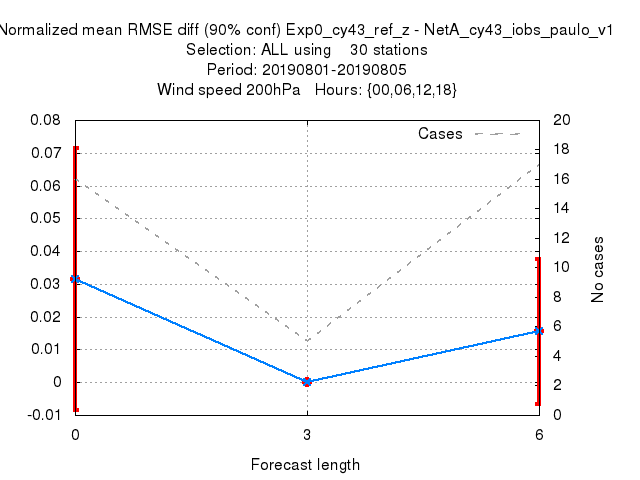 Normalized mean RMSE diff (90% conf) Exp0_cy43_ref_z - NetA_cy43_iobs_paulo_v1
Selection: ALL using 30 stations
Period: 20190801-20190805
Wind speed 200hPa Hours: {00,06,12,18}
Cases
0.08
0.07
0.06
0.05
0.04
0.03
0.02
0.01
0
-0.01
20
18
16
14
12
10
8
6
4
2
0
No cases
0 3 6
Forecast length